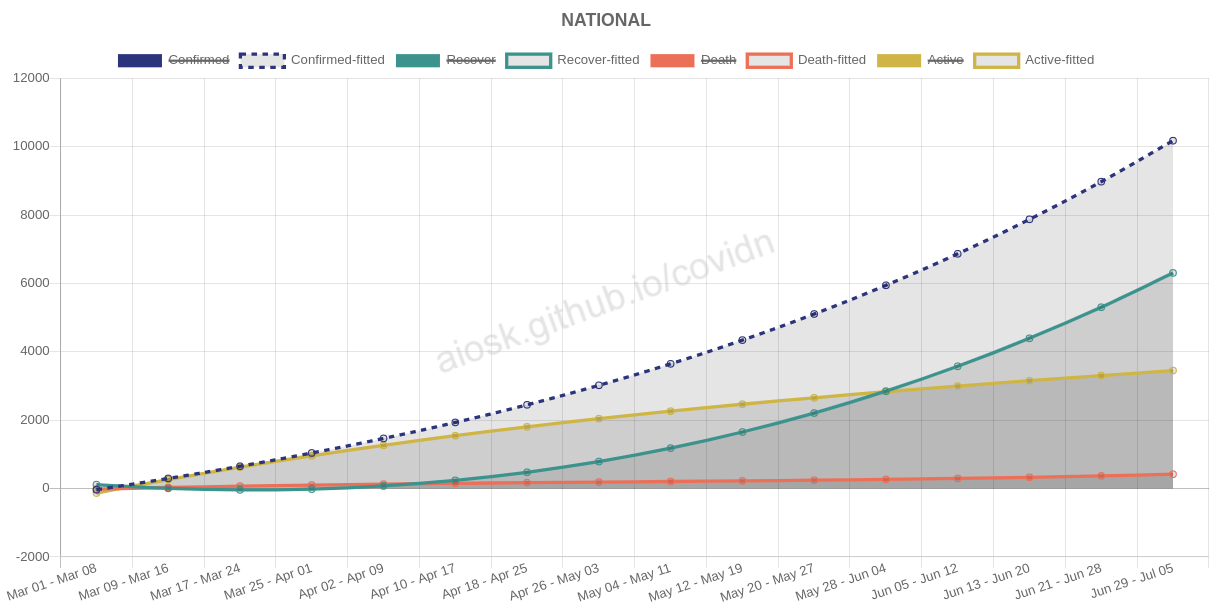 NATIONAL
Confirmed Confirmed-fitted Recover Recover-fitted Death Death-fitted Active Active-fitted
12000
10000
8000
6000
4000
2000
0
-2000
aiosk.github.io/covidn
Mar 01 - Mar 08 Mar 09 - Mar 16 Mar 17 - Mar 24 Mar 25 - Apr 01 Apr 02 - Apr 09 Apr 10 - Apr 17 Apr 18 - Apr 25 Apr 26 - May 03 May 04 - May 11 May 12 - May 19 May 20 - May 27 May 28 - Jun 04 Jun 05 - Jun 12 Jun 13 - Jun 20 Jun 21 - Jun 28 Jun 29 - Jul 05